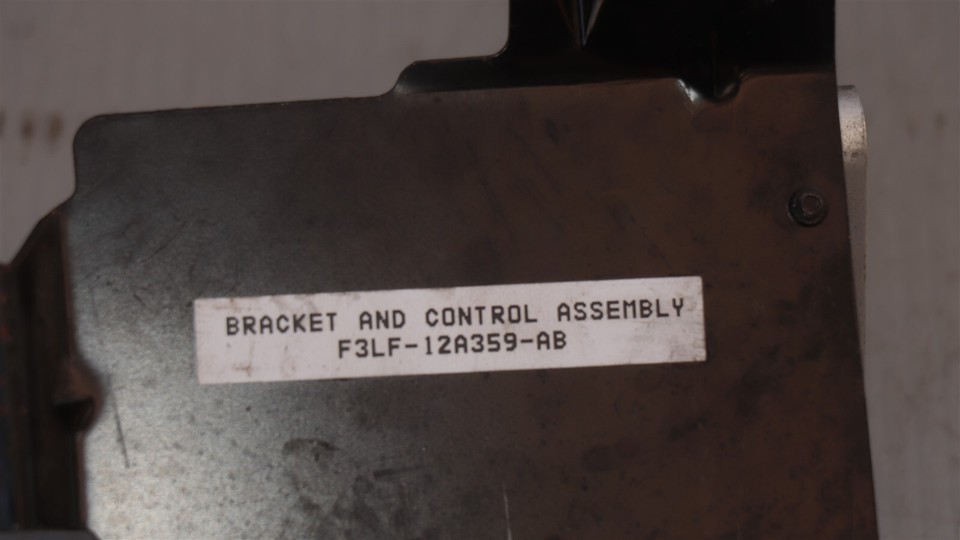 BRACKET AND CONTROL ASSEMBLY
F3LF-12A359-AB